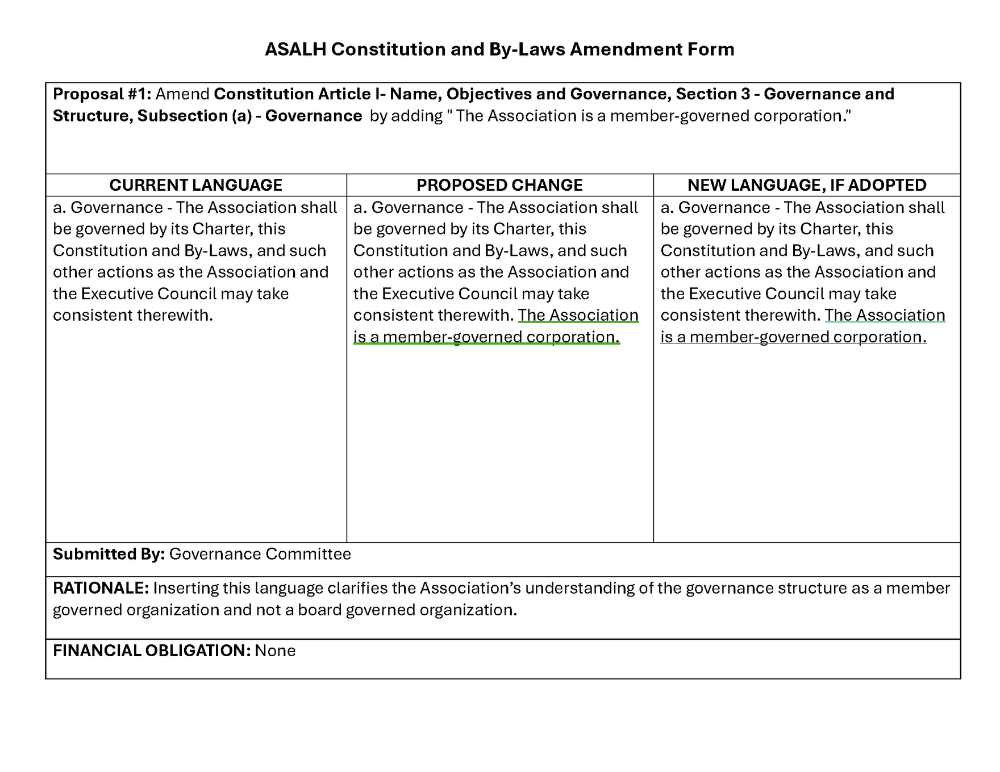 ASALH Constitution and By-Laws Amendment Form
Proposal #1: Amend Constitution Article I- Name, Objectives and Governance, Section 3 - Governance and
Structure, Subsection (a) - Governance by adding " The Association is a member-governed corporation."
CURRENT LANGUAGE
a. Governance - The Association shall
be governed by its Charter, this
Constitution and By-Laws, and such
other actions as the Association and
the Executive Council may take
consistent therewith.
PROPOSED CHANGE
a. Governance - The Association shall
be governed by its Charter, this
Constitution and By-Laws, and such
other actions as the Association and
the Executive Council may take
consistent therewith. The Association
is a member-governed corporation.
NEW LANGUAGE, IF ADOPTED
a. Governance - The Association shall
be governed by its Charter, this
Constitution and By-Laws, and such
other actions as the Association and
the Executive Council may take
consistent therewith. The Association
is a member-governed corporation.
Submitted By: Governance Committee
RATIONALE: Inserting this language clarifies the Association’s understanding of the governance structure as a member
governed organization and not a board governed organization.
FINANCIAL OBLIGATION: None